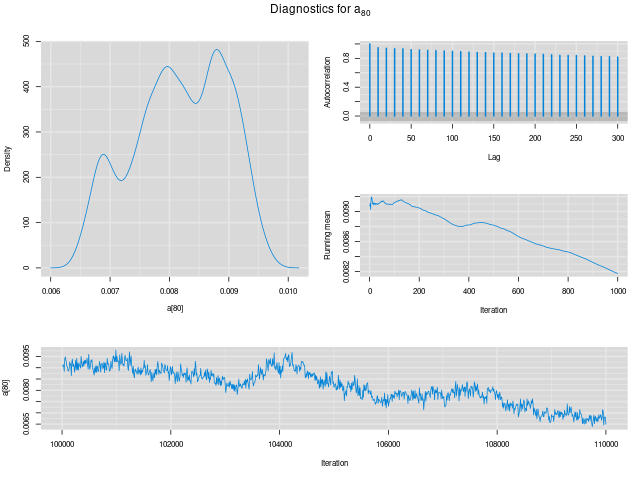 Diagnostics for a80
500
400
300
200
100
0
Density
0.006 0.007 0.008 0.009 0.010
a[80]
0.8
0.4
0.0
Autocorrelation
0 50 100 150 200 250 300
Lag
0.0090
0.0086
0.0082
Running mean
0 200 400 600 800 1000
Iteration
0.0095
0.0080
0.0065
a[80]
100000 102000 104000 106000 108000 110000
Iteration